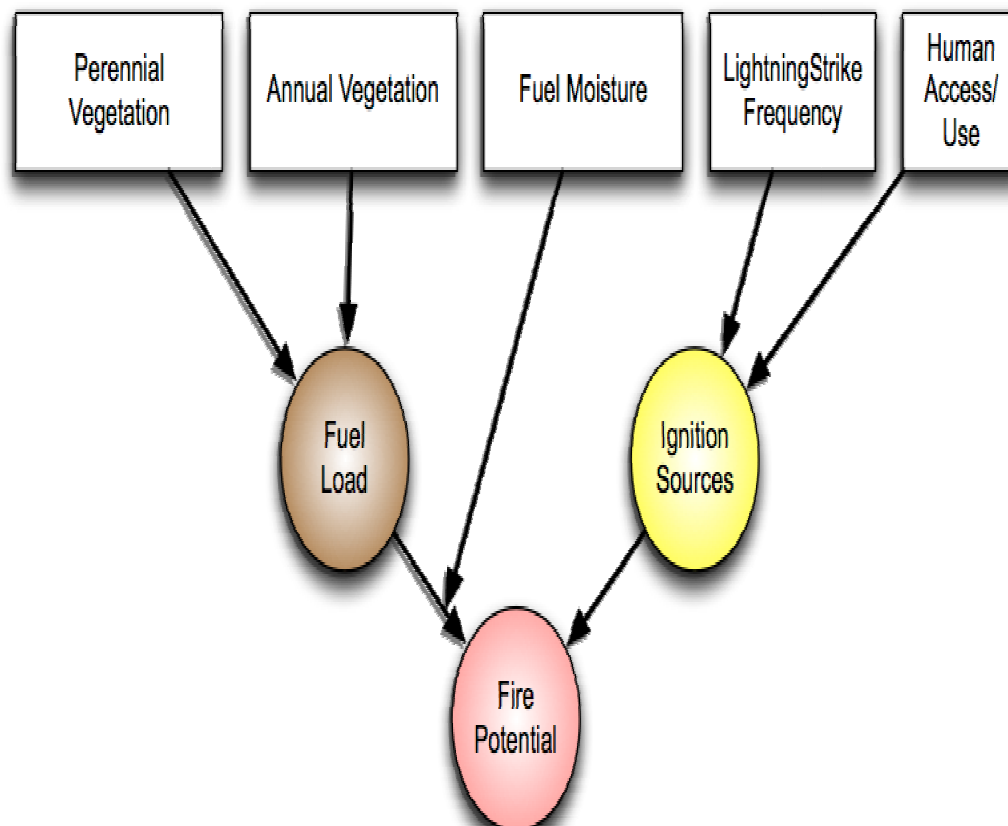 Perennial
Vegetation
Annual Vegetation
Fuel Moisture
LightningStrike
Frequency
Human
Access/
Use
Fuel
Load
Ignition
Sources
Fire
Potential